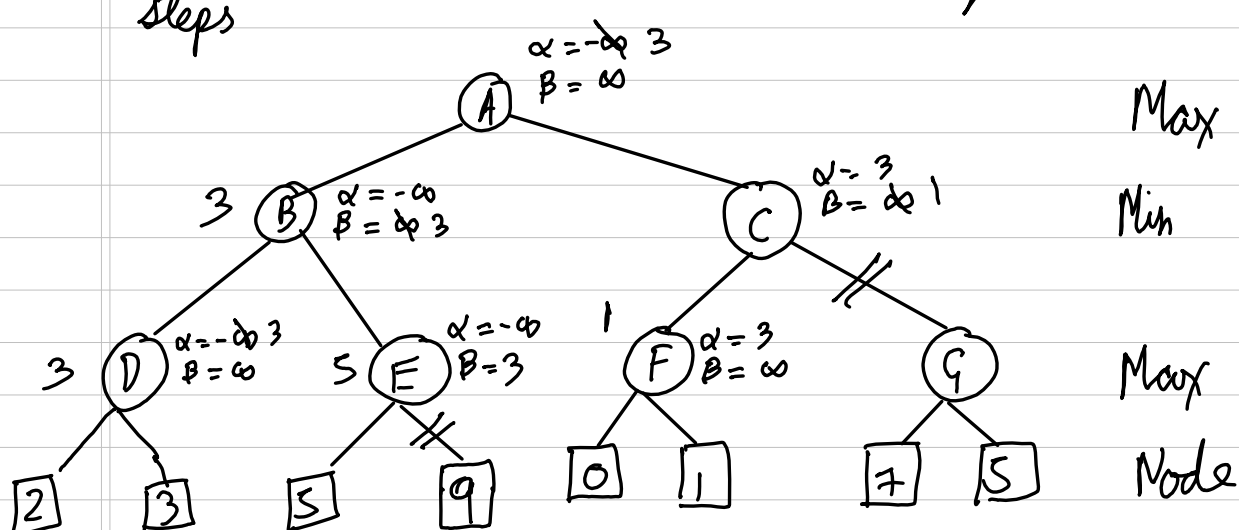 steps
α = -∞ 3
β = ∞
A
Max
3 B α = -∞
β = ∞ 3
C α = 3
β = ∞ 1
Min
3 D α = -∞ 3
β = ∞
5 E α = -∞
β = 3
1 F α = 3
β = ∞
G
Max
2 3 5 9 0 1 7 5 Node